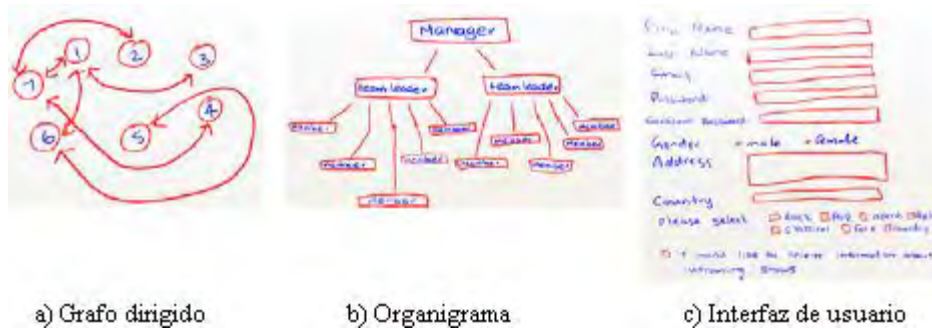 1
2
3
7
4
6
5
a) Grafo dirigido
Manager
team leader
team leader
member
member
member
member
member
member
member
member
member
member
b) Organigrama
First Name
Last Name
Email
Password
Confirm Password
Gender male female
Address
Country
please select
I would like to receive information about
c) Interfaz de usuario